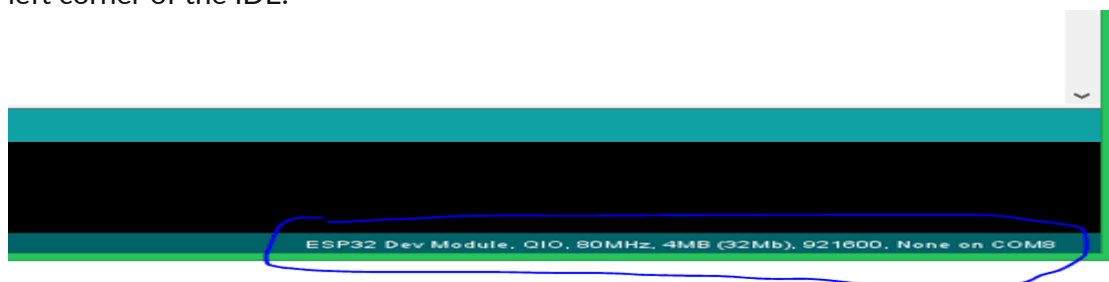 left corner of the IDE.
ESP32 Dev Module, QIO, 80MHz, 4MB (32Mb), 921600, None on COM8